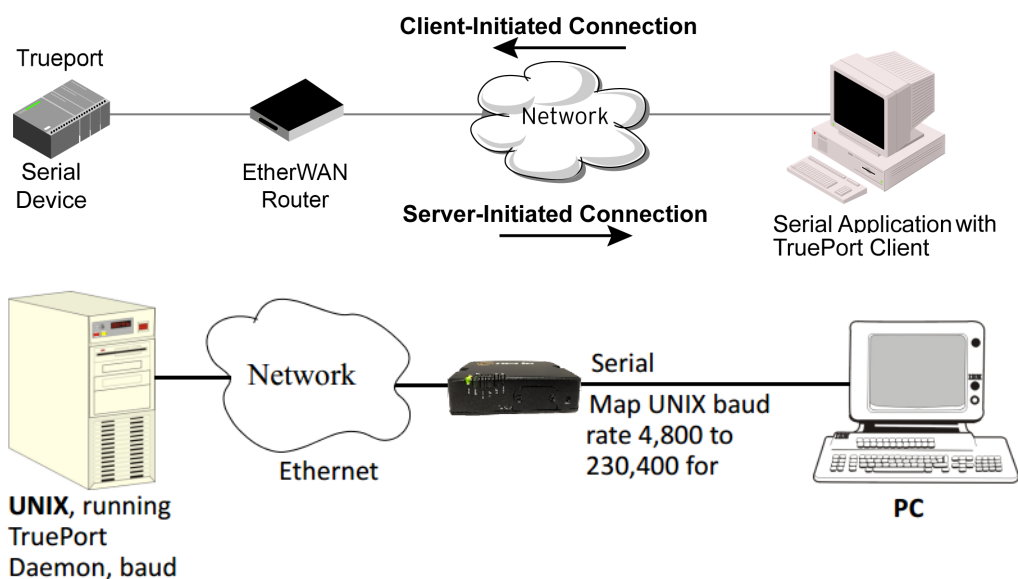 Client-Initiated Connection
Trueport
Network
Serial
Device
EtherWAN
Router
Server-Initiated Connection
Serial Application with
TruePort Client
Network
Serial
Map UNIX baud
rate 4,800 to
230,400 for
Ethernet
UNIX, running
TruePort
Daemon, baud
PC